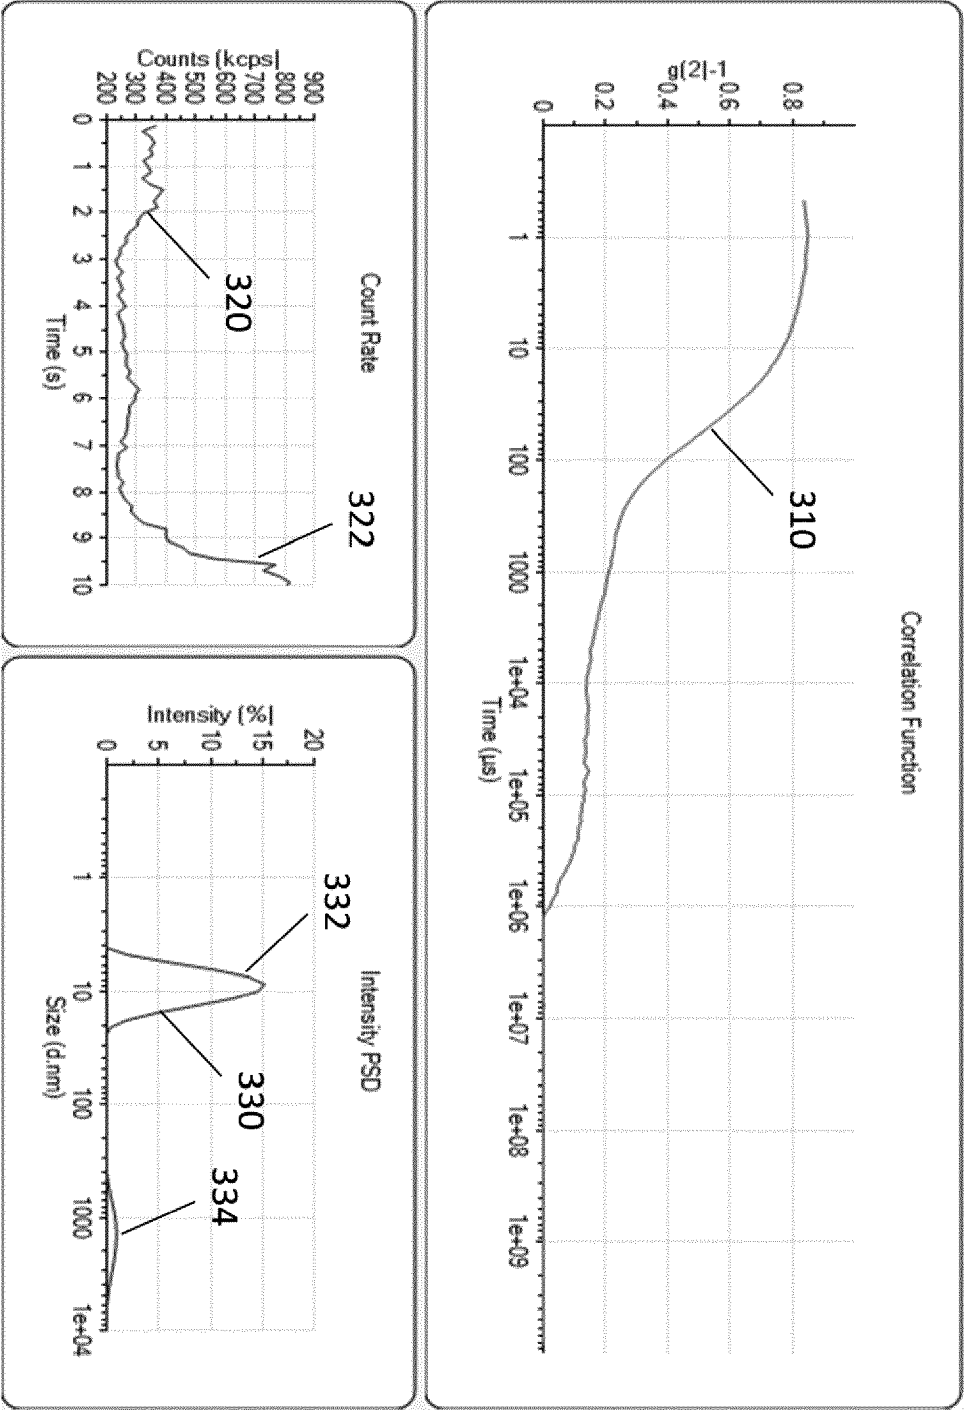 Correlation Function
g(2)-1
0.8
0.6
0.4
0.2
0
1
10
100
1000
1e+04
1e+05
1e+06
1e+07
1e+08
1e+09
Time (µs)
310
Count Rate
Counts (kcps)
900
800
700
600
500
400
300
200
0 1 2 3 4 5 6 7 8 9 10
Time (s)
320
322
Intensity PSD
Intensity (%)
20
15
10
5
0
1
10
100
1000
1e+04
Size (d.nm)
332
330
334